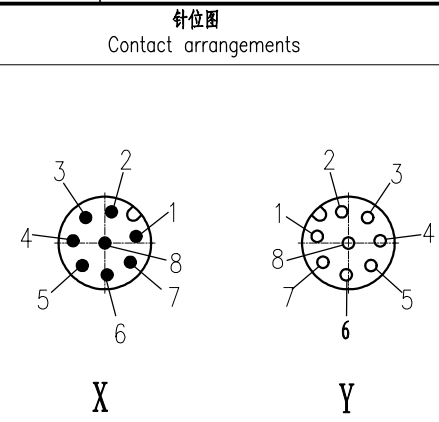 针位图
Contact arrangements
3 2 1 4 8 5 7 6
2 3 1 4 8 7 5 6
X Y